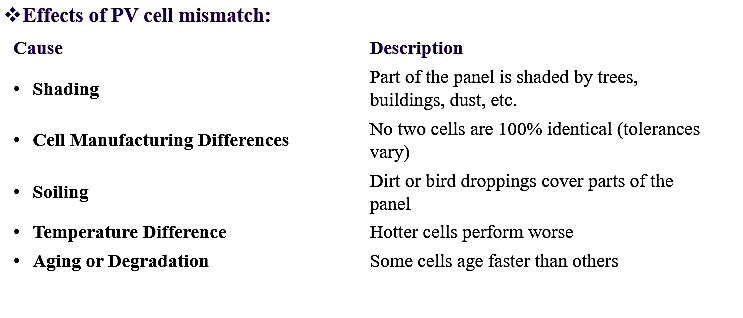 ❖Effects of PV cell mismatch:
Cause Description
• Shading Part of the panel is shaded by trees,
buildings, dust, etc.
• Cell Manufacturing Differences No two cells are 100% identical (tolerances
vary)
• Soiling Dirt or bird droppings cover parts of the
panel
• Temperature Difference Hotter cells perform worse
• Aging or Degradation Some cells age faster than others